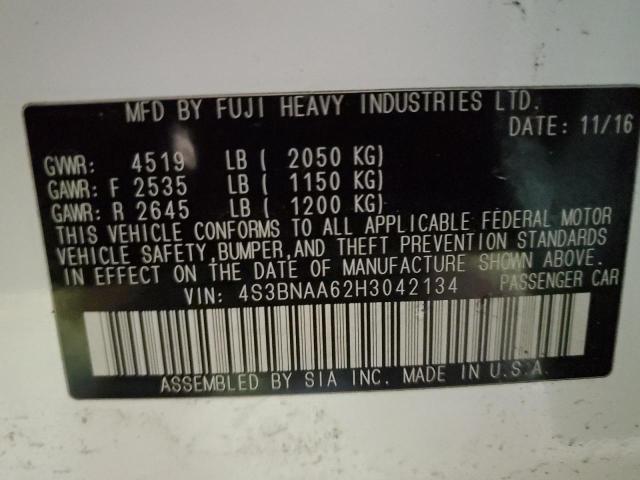 MFD BY FUJI HEAVY INDUSTRIES LTD.
DATE: 11/16
GVWR: 4519 LB ( 2050 KG)
GAWR: F 2535 LB ( 1150 KG)
GAWR: R 2645 LB ( 1200 KG)
THIS VEHICLE CONFORMS TO ALL APPLICABLE FEDERAL MOTOR
VEHICLE SAFETY, BUMPER, AND THEFT PREVENTION STANDARDS
IN EFFECT ON THE DATE OF MANUFACTURE SHOWN ABOVE.
VIN: 4S3BNAA62H3042134 PASSENGER CAR
ASSEMBLED BY SIA INC. MADE IN U.S.A.